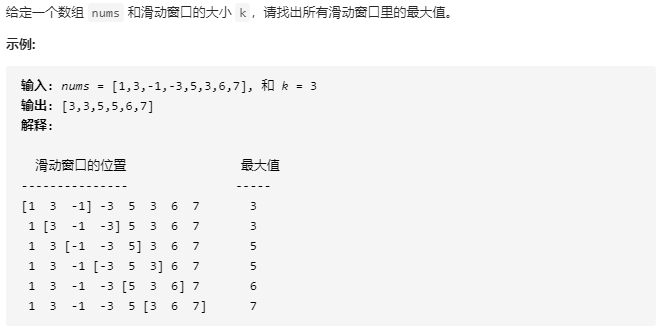 给定一个数组 nums 和滑动窗口的大小 k，请找出所有滑动窗口里的最大值。
示例:
输入: nums = [1,3,-1,-3,5,3,6,7], 和 k = 3
输出: [3,3,5,5,6,7]
解释:
滑动窗口的位置 最大值
--------------- -----
[1 3 -1] -3 5 3 6 7 3
1 [3 -1 -3] 5 3 6 7 3
1 3 [-1 -3 5] 3 6 7 5
1 3 -1 [-3 5 3] 6 7 5
1 3 -1 -3 [5 3 6] 7 6
1 3 -1 -3 5 [3 6 7] 7